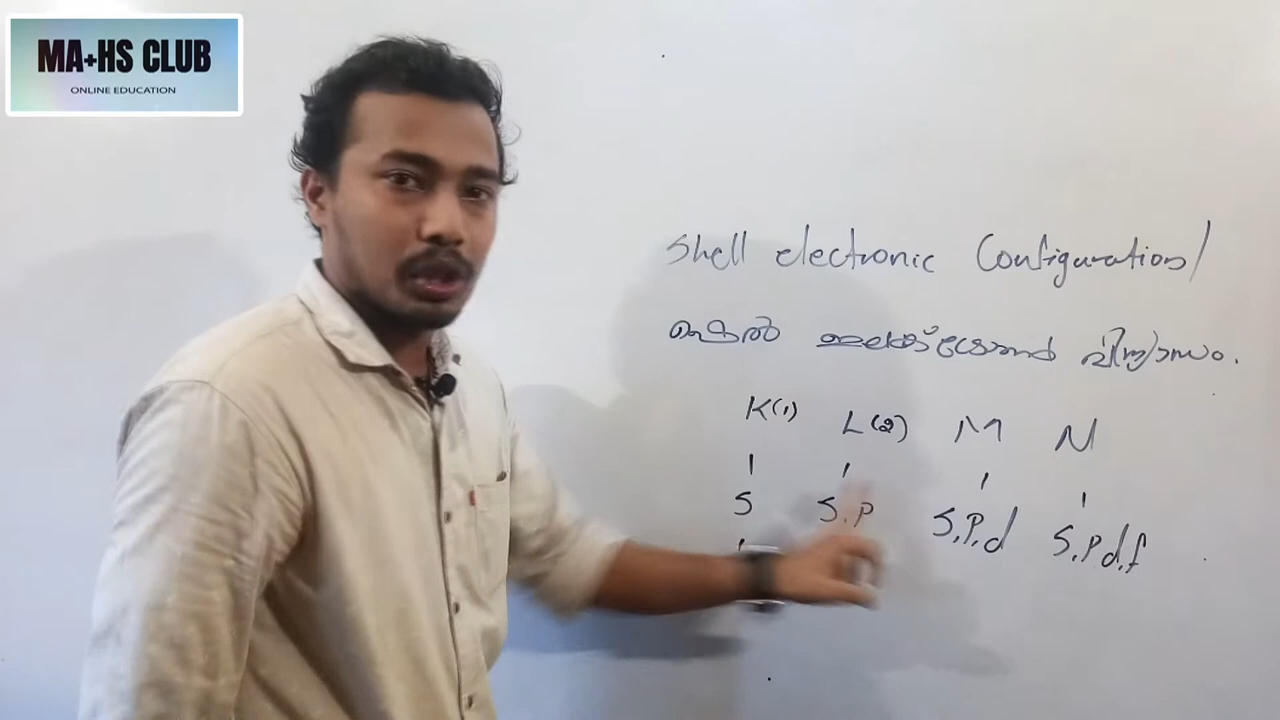 MA+HS CLUB
ONLINE EDUCATION
Shell electronic Configuration/
ഷെൽ ഇലക്ട്രോൺ വിന്യാസം.
K(1) L(2) M N
S S,P S,P,d S,P,d,f